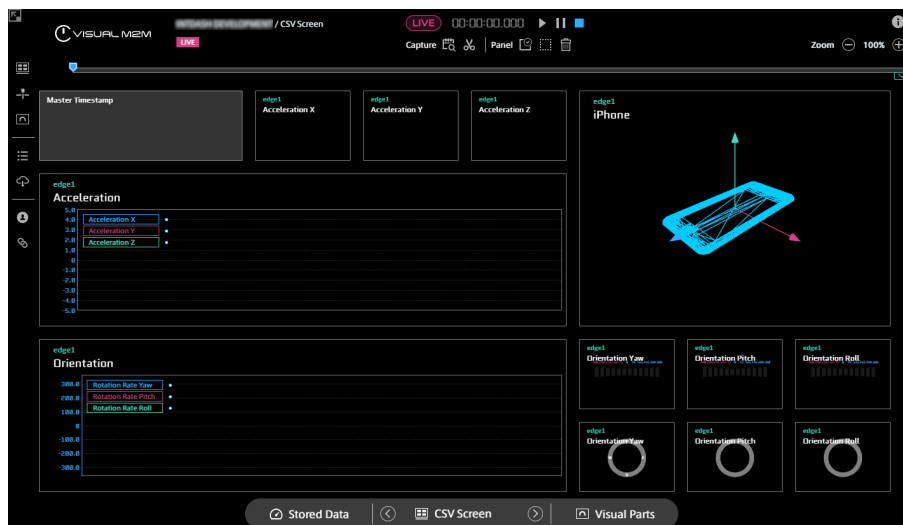 VISUAL M2M
/ CSV Screen
LIVE
LIVE 00:00:00.000
Capture
Panel
Zoom 100%
Master Timestamp
edge1
Acceleration X
edge1
Acceleration Y
edge1
Acceleration Z
edge1
iPhone
edge1
Acceleration
5.0
4.0
3.0
2.0
1.0
0
-1.0
-2.0
-3.0
-4.0
-5.0
Acceleration X
Acceleration Y
Acceleration Z
edge1
Orientation
300.0
200.0
100.0
0
-100.0
-200.0
-300.0
Rotation Rate Yaw
Rotation Rate Pitch
Rotation Rate Roll
edge1
Orientation Yaw
edge1
Orientation Pitch
edge1
Orientation Roll
edge1
Orientation Yaw
edge1
Orientation Pitch
edge1
Orientation Roll
Stored Data
CSV Screen
Visual Parts